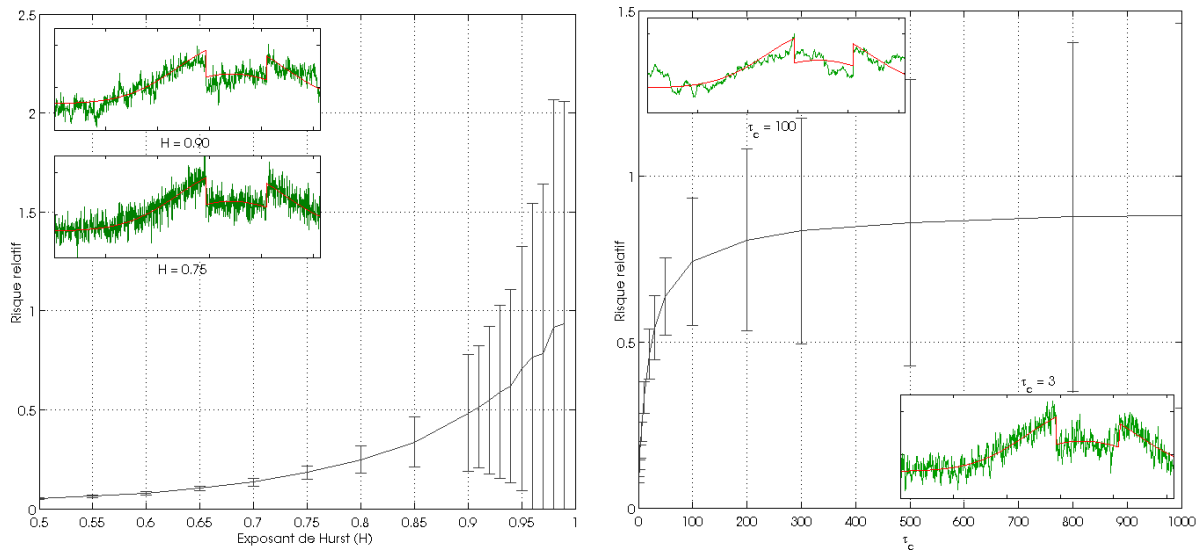 2.5
2
1.5
1
0.5
0
Risque relatif
H = 0.90
H = 0.75
0.5 0.55 0.6 0.65 0.7 0.75 0.8 0.85 0.9 0.95 1
Exposant de Hurst (H)
1.5
1
0.5
0
Risque relatif
τc = 100
τc = 3
0 100 200 300 400 500 600 700 800 900 1000
τc